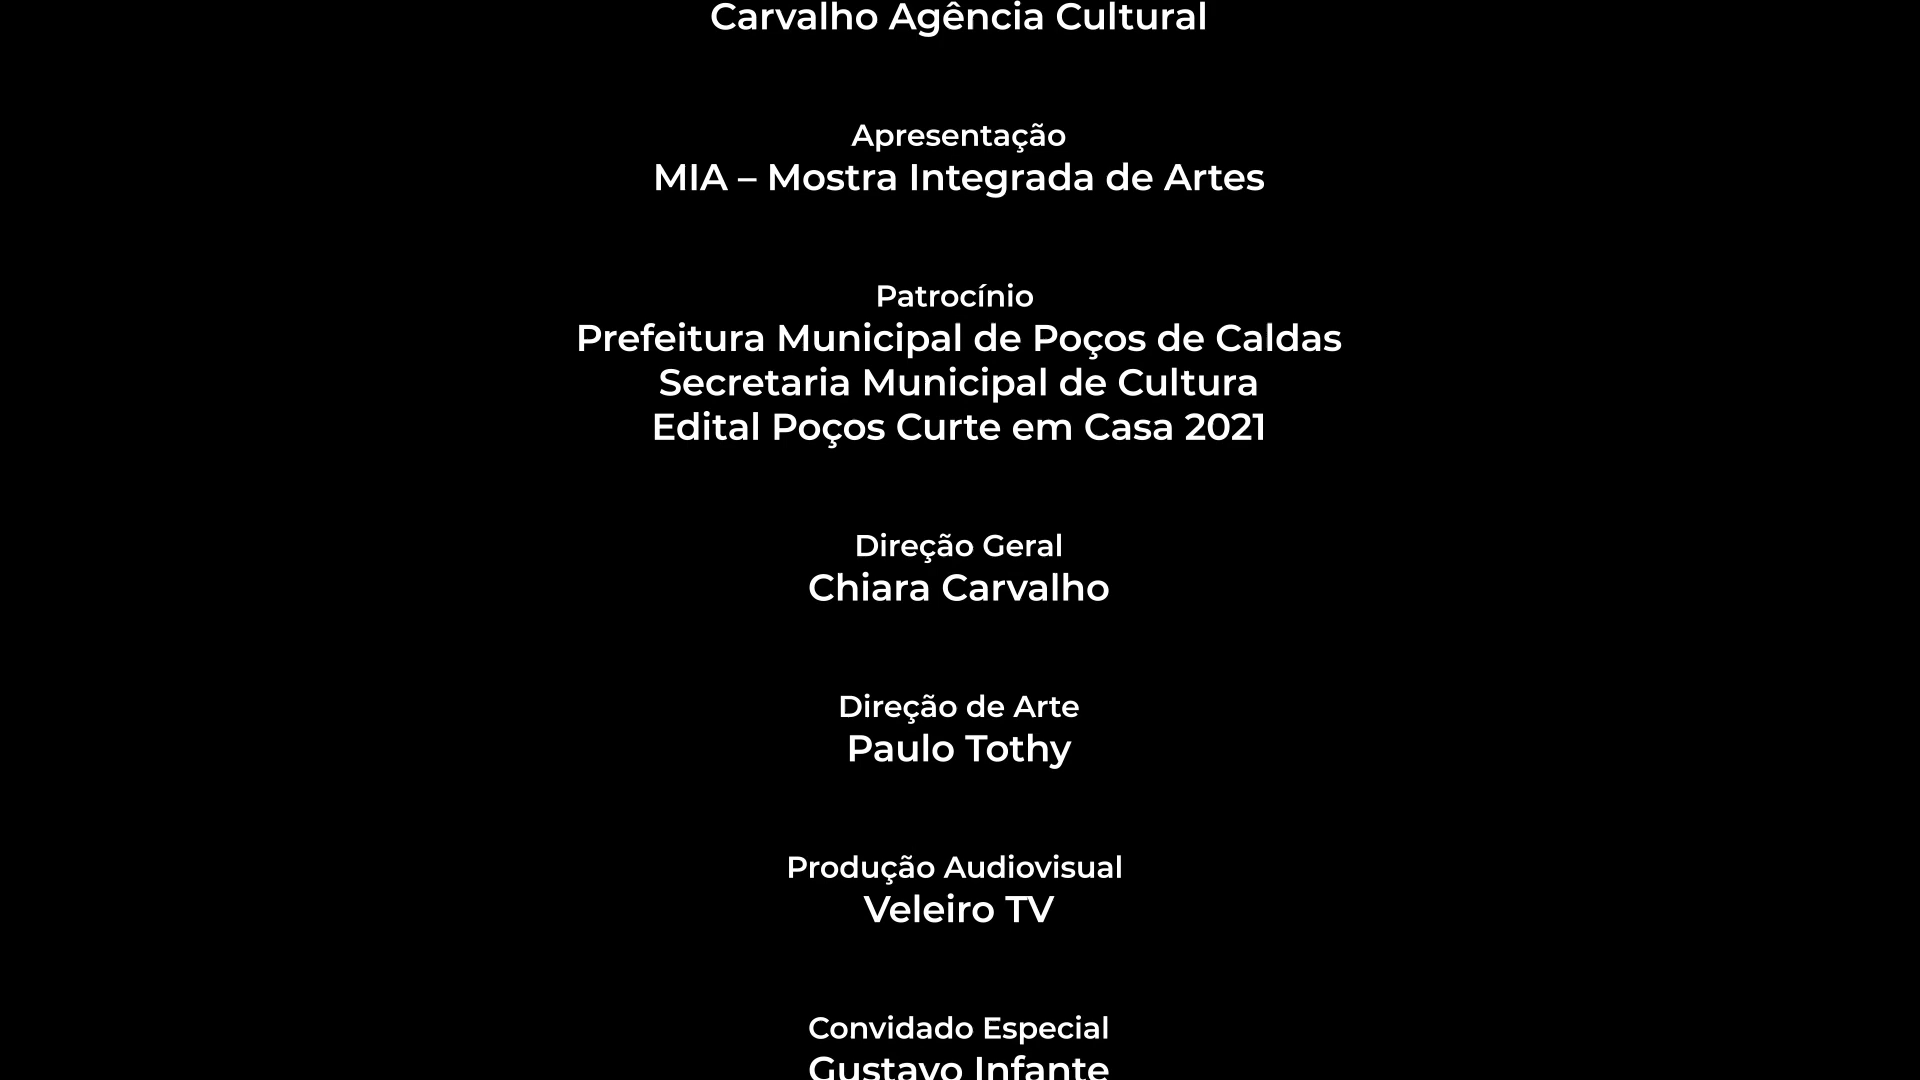 Carvalho Agência Cultural
Apresentação
MIA – Mostra Integrada de Artes
Patrocínio
Prefeitura Municipal de Poços de Caldas
Secretaria Municipal de Cultura
Edital Poços Curte em Casa 2021
Direção Geral
Chiara Carvalho
Direção de Arte
Paulo Tothy
Produção Audiovisual
Veleiro TV
Convidado Especial
Gustavo Infante